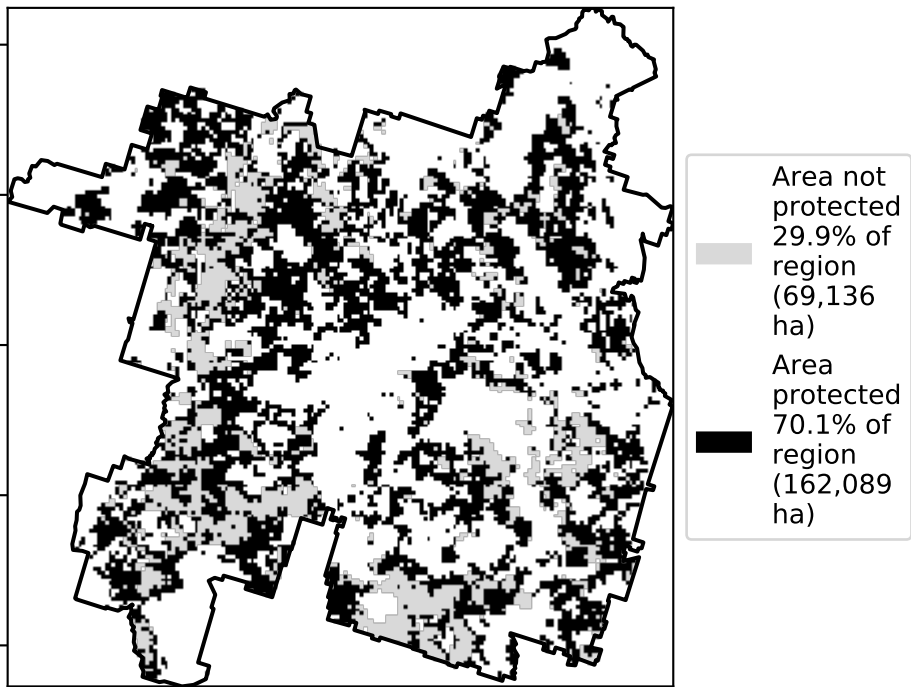 Area not
protected
29.9% of
region
(69,136
ha)
Area
protected
70.1% of
region
(162,089
ha)